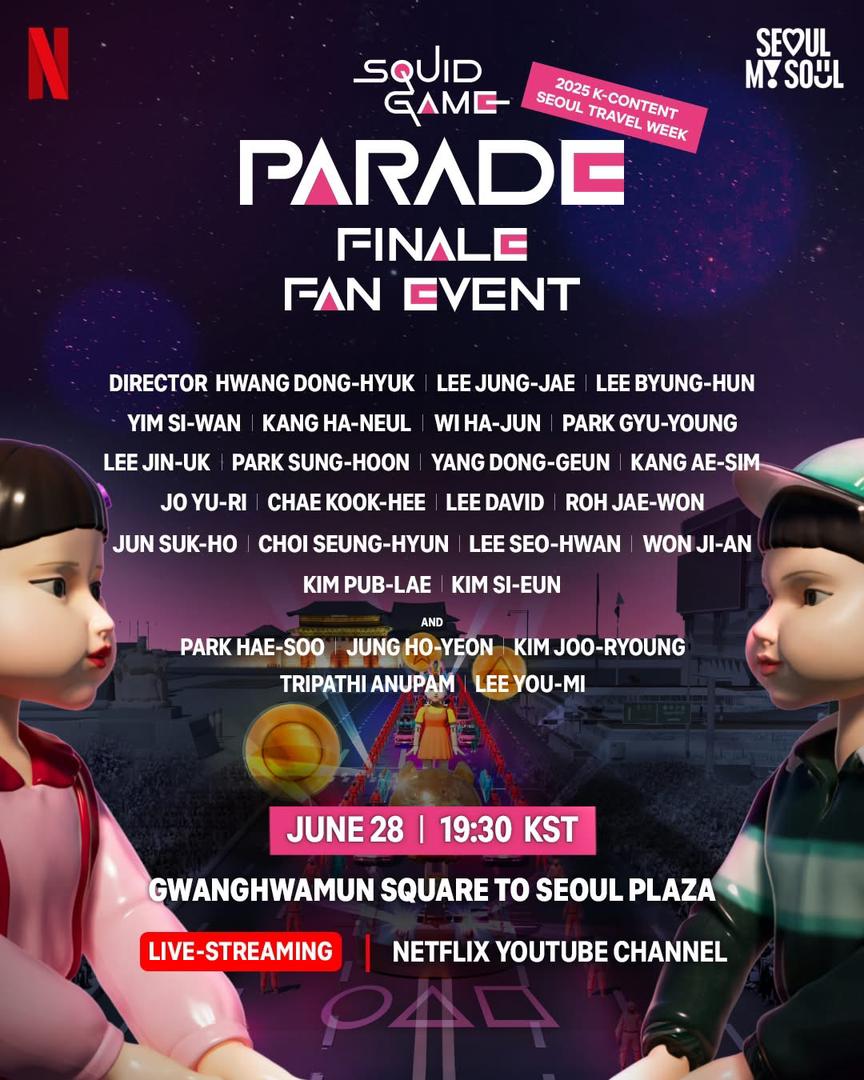 N
SEOUL
MY SOUL
SQUID
GAME
2025 K-CONTENT
SEOUL TRAVEL WEEK
PARADE
FINALE
FAN EVENT
DIRECTOR HWANG DONG-HYUK | LEE JUNG-JAE | LEE BYUNG-HUN
YIM SI-WAN | KANG HA-NEUL | WI HA-JUN | PARK GYU-YOUNG
LEE JIN-UK | PARK SUNG-HOON | YANG DONG-GEUN | KANG AE-SIM
JO YU-RI | CHAE KOOK-HEE | LEE DAVID | ROH JAE-WON
JUN SUK-HO | CHOI SEUNG-HYUN | LEE SEO-HWAN | WON JI-AN
KIM PUB-LAE | KIM SI-EUN
AND
PARK HAE-SOO | JUNG HO-YEON | KIM JOO-RYOUNG
TRIPATHI ANUPAM | LEE YOU-MI
JUNE 28 | 19:30 KST
GWANGHWAMUN SQUARE TO SEOUL PLAZA
LIVE-STREAMING | NETFLIX YOUTUBE CHANNEL